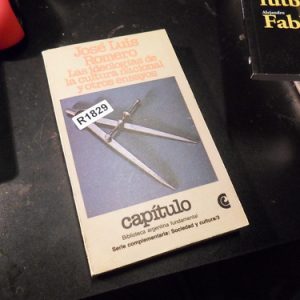 José Luis
Romero
Las ideologías de
la cultura nacional
y otros ensayos
R1829
capítulo
Biblioteca argentina fundamental
Serie complementaria: Sociedad y cultura/3
Alejandro
Fab